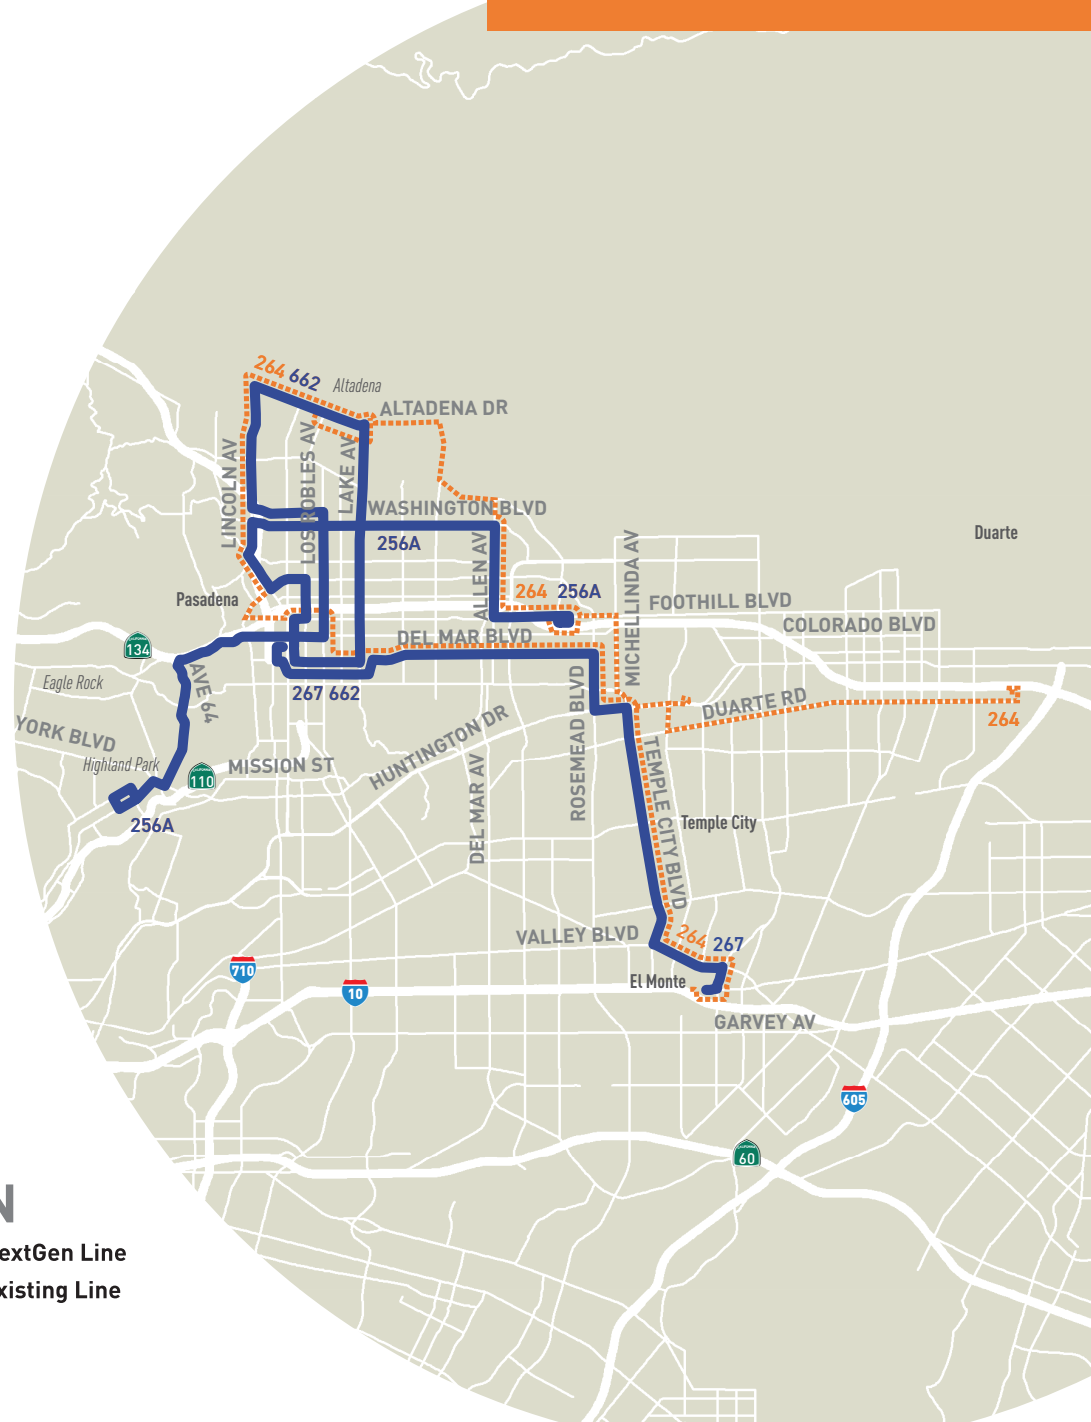 264 662
Altadena
ALTADENA DR
LINCOLN AV
LOS ROBLES AV
LAKE AV
WASHINGTON BLVD
256A
ALLEN AV
MICHELLINDA AV
Duarte
Pasadena
264 256A
FOOTHILL BLVD
COLORADO BLVD
DEL MAR BLVD
CALIFORNIA
134
Eagle Rock
AVE 64
267 662
ROSEMEAD BLVD
DUARTE RD
264
YORK BLVD
Highland Park
CALIFORNIA
110
MISSION ST
HUNTINGTON DR
DEL MAR AV
TEMPLE CITY BLVD
Temple City
256A
VALLEY BLVD
264 267
El Monte
710
10
GARVEY AV
605
CALIFORNIA
60
N
extGen Line
xisting Line